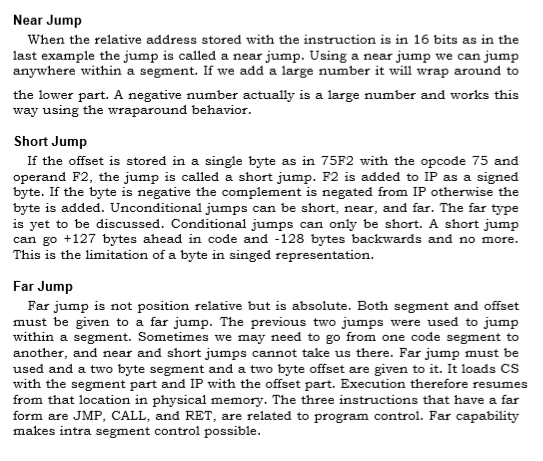 Near Jump
When the relative address stored with the instruction is in 16 bits as in the
last example the jump is called a near jump. Using a near jump we can jump
anywhere within a segment. If we add a large number it will wrap around to
the lower part. A negative number actually is a large number and works this
way using the wraparound behavior.
Short Jump
If the offset is stored in a single byte as in 75F2 with the opcode 75 and
operand F2, the jump is called a short jump. F2 is added to IP as a signed
byte. If the byte is negative the complement is negated from IP otherwise the
byte is added. Unconditional jumps can be short, near, and far. The far type
is yet to be discussed. Conditional jumps can only be short. A short jump
can go +127 bytes ahead in code and -128 bytes backwards and no more.
This is the limitation of a byte in singed representation.
Far Jump
Far jump is not position relative but is absolute. Both segment and offset
must be given to a far jump. The previous two jumps were used to jump
within a segment. Sometimes we may need to go from one code segment to
another, and near and short jumps cannot take us there. Far jump must be
used and a two byte segment and a two byte offset are given to it. It loads CS
with the segment part and IP with the offset part. Execution therefore resumes
from that location in physical memory. The three instructions that have a far
form are JMP, CALL, and RET, are related to program control. Far capability
makes intra segment control possible.